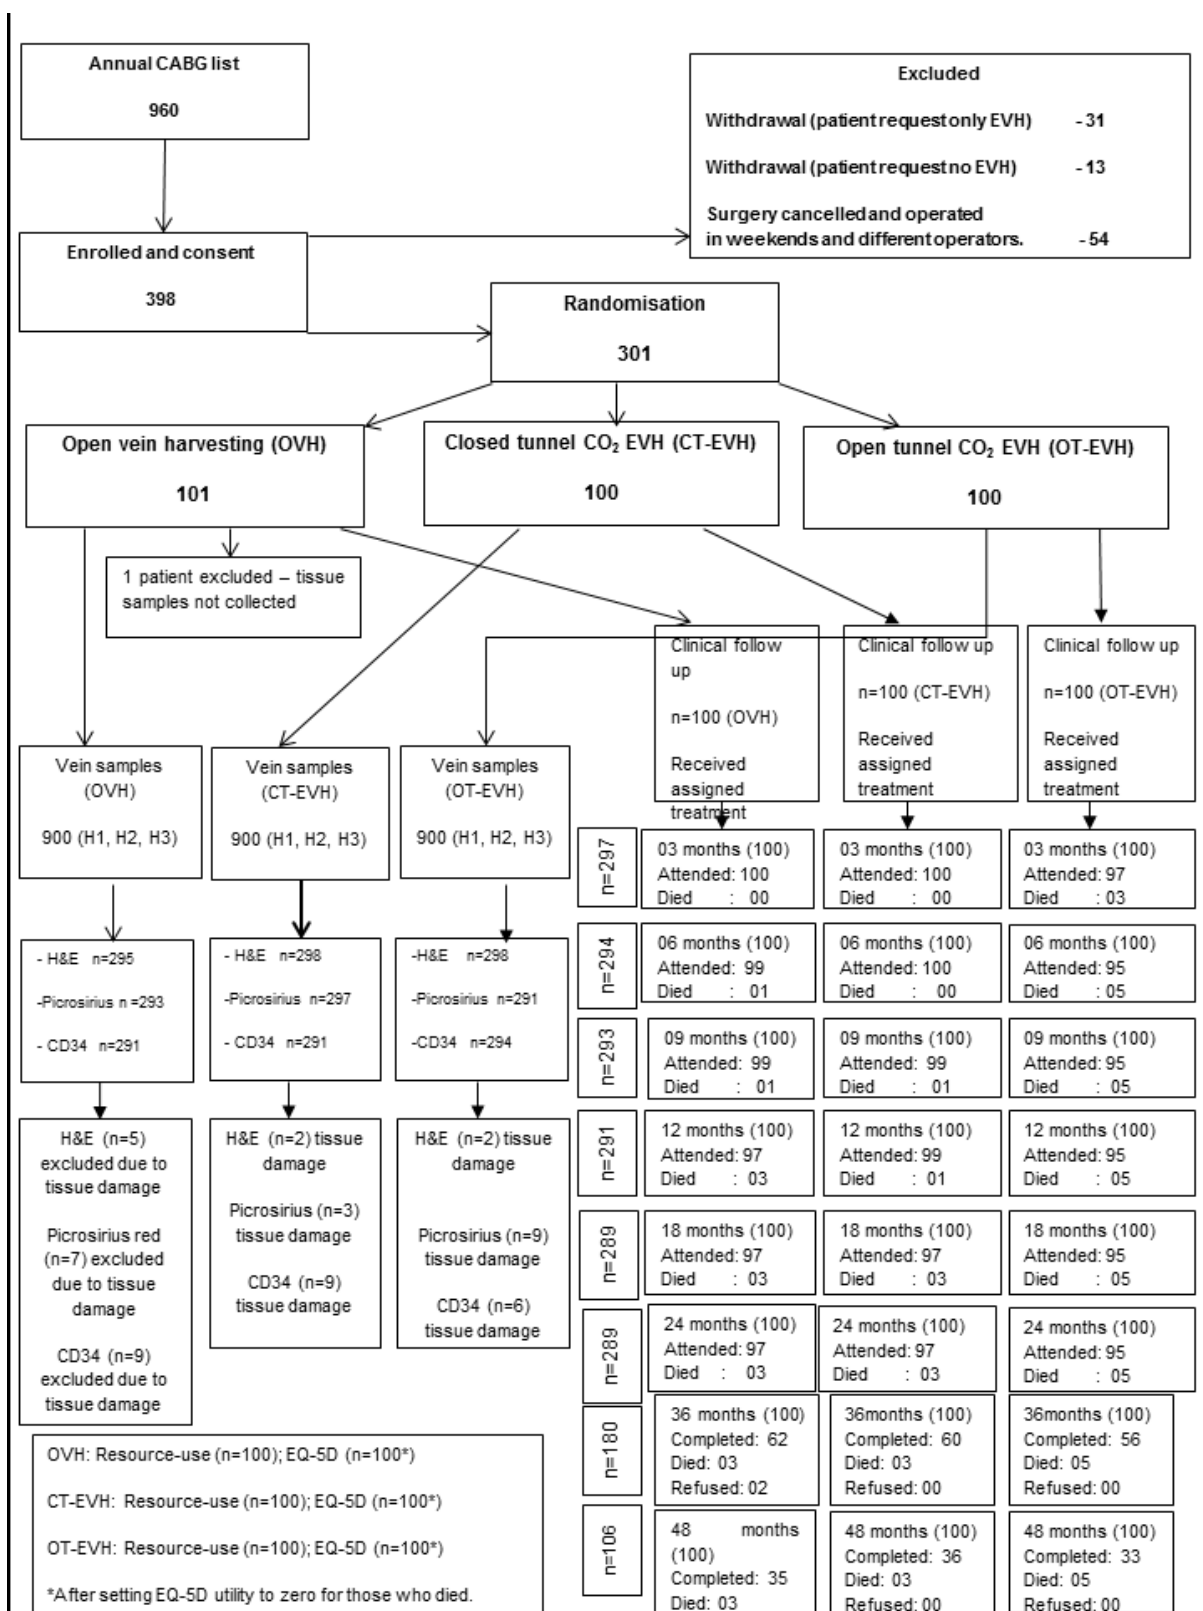 Annual CABG list
960
Excluded
Withdrawal (patient request only EVH) - 31
Withdrawal (patient request no EVH) - 13
Surgery cancelled and operated
in weekends and different operators. - 54
Enrolled and consent
398
Randomisation
301
Open vein harvesting (OVH)
101
Closed tunnel CO₂ EVH (CT-EVH)
100
Open tunnel CO₂ EVH (OT-EVH)
100
1 patient excluded – tissue
samples not collected
Clinical follow
up
n=100 (OVH)
Received
assigned
treatment
Clinical follow up
n=100 (CT-EVH)
Received
assigned
treatment
Clinical follow up
n=100 (OT-EVH)
Received
assigned
treatment
Vein samples
(OVH)
900 (H1, H2, H3)
Vein samples
(CT-EVH)
900 (H1, H2, H3)
Vein samples
(OT-EVH)
900 (H1, H2, H3)
- H&E n=295
-Picrosirius n =293
- CD34 n=291
- H&E n=298
-Picrosirius n=297
- CD34 n=291
-H&E n=298
-Picrosirius n=291
-CD34 n=294
H&E (n=5)
excluded due to
tissue damage
Picrosirius red
(n=7) excluded
due to tissue
damage
CD34 (n=9)
excluded due to
tissue damage
H&E (n=2) tissue
damage
Picrosirius (n=3)
tissue damage
CD34 (n=9)
tissue damage
H&E (n=2) tissue
damage
Picrosirius (n=9)
tissue damage
CD34 (n=6)
tissue damage
n=297
03 months (100)
Attended: 100
Died : 00
03 months (100)
Attended: 100
Died : 00
03 months (100)
Attended: 97
Died : 03
n=294
06 months (100)
Attended: 99
Died : 01
06 months (100)
Attended: 100
Died : 00
06 months (100)
Attended: 95
Died : 05
n=293
09 months (100)
Attended: 99
Died : 01
09 months (100)
Attended: 99
Died : 01
09 months (100)
Attended: 95
Died : 05
n=291
12 months (100)
Attended: 97
Died : 03
12 months (100)
Attended: 99
Died : 01
12 months (100)
Attended: 95
Died : 05
n=289
18 months (100)
Attended: 97
Died : 03
18 months (100)
Attended: 97
Died : 03
18 months (100)
Attended: 95
Died : 05
n=289
24 months (100)
Attended: 97
Died : 03
24 months (100)
Attended: 97
Died : 03
24 months (100)
Attended: 95
Died : 05
n=180
36 months (100)
Completed: 62
Died: 03
Refused: 02
36months (100)
Completed: 60
Died: 03
Refused: 00
36months (100)
Completed: 56
Died: 05
Refused: 00
n=106
48 months
(100)
Completed: 35
Died: 03
48 months (100)
Completed: 36
Died: 03
Refused: 00
48 months (100)
Completed: 33
Died: 05
Refused: 00
OVH: Resource-use (n=100); EQ-5D (n=100*)
CT-EVH: Resource-use (n=100); EQ-5D (n=100*)
OT-EVH: Resource-use (n=100); EQ-5D (n=100*)
*After setting EQ-5D utility to zero for those who died.